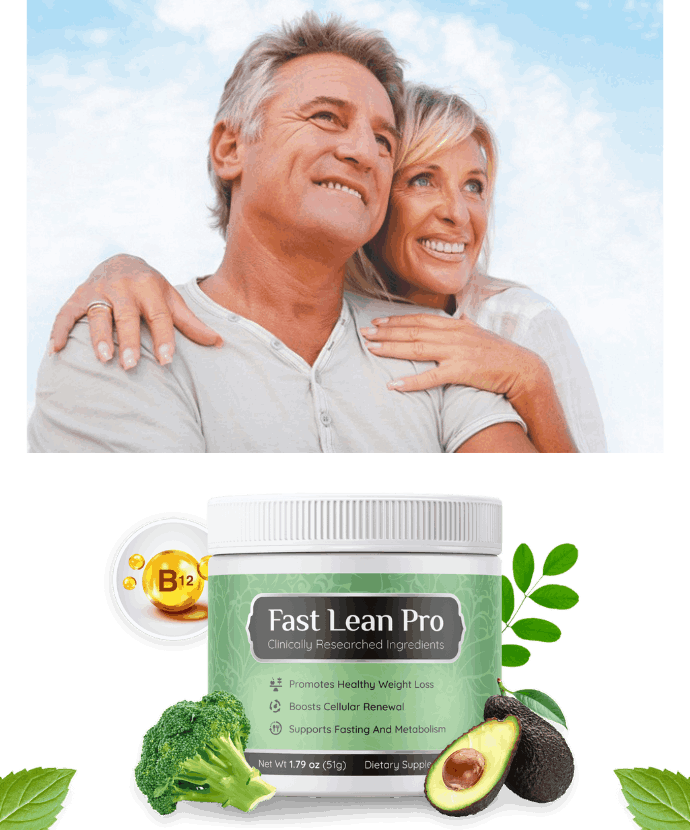 B12
Fast Lean Pro
Clinically Researched Ingredients
Promotes Healthy Weight Loss
Boosts Cellular Renewal
Supports Fasting And Metabolism
Net Wt 1.79 oz (51g) Dietary